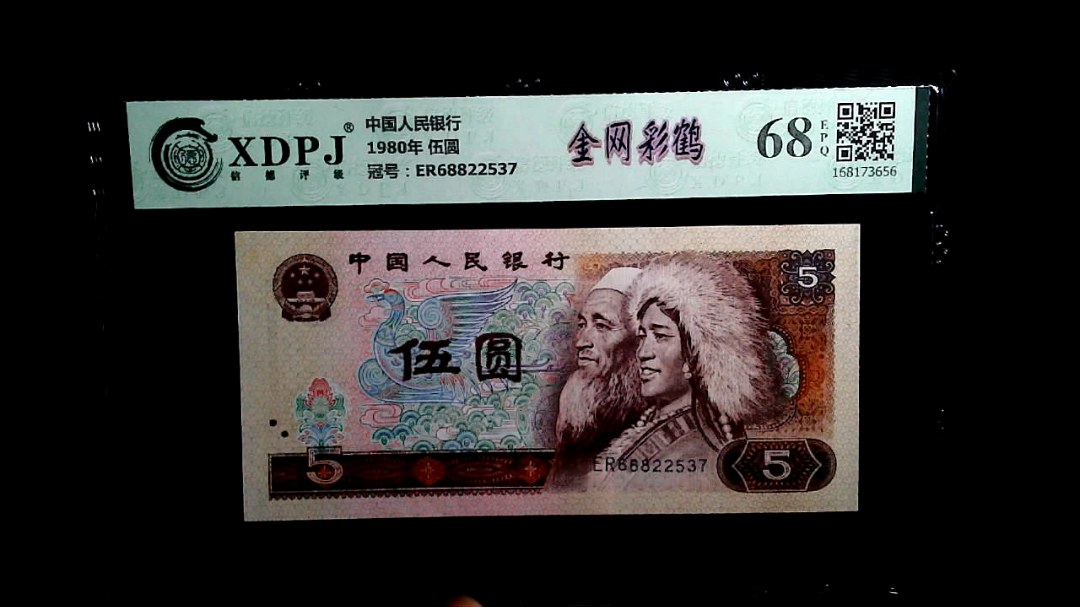 XDPJ®
信德评级
中国人民银行
1980年 伍圆
冠号：ER68822537
金网彩鹤
68
EPQ
168173656
中国人民银行
5
伍圆
5
ER68822537
5